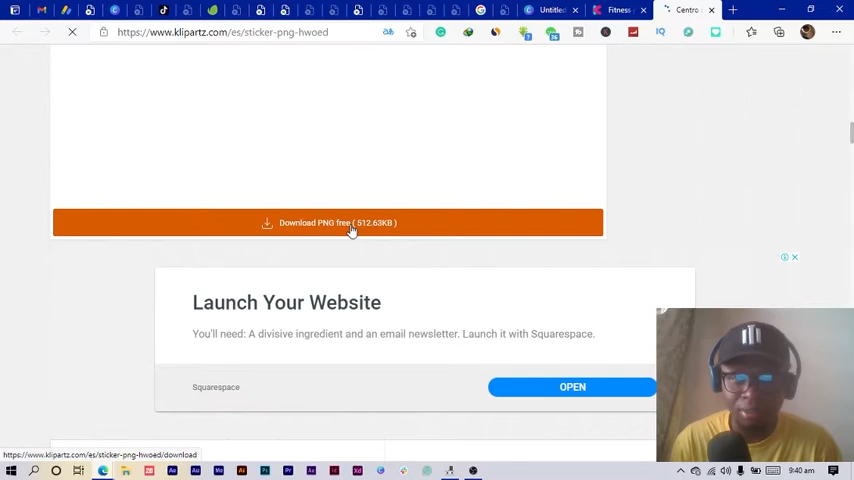 Untitled
Fitness
Centro
https://www.klipartz.com/es/sticker-png-hwoed
Download PNG free ( 512.63KB )
Launch Your Website
You'll need: A divisive ingredient and an email newsletter. Launch it with Squarespace.
Squarespace
OPEN
https://www.klipartz.com/es/sticker-png-hwoed/download
9:40 am